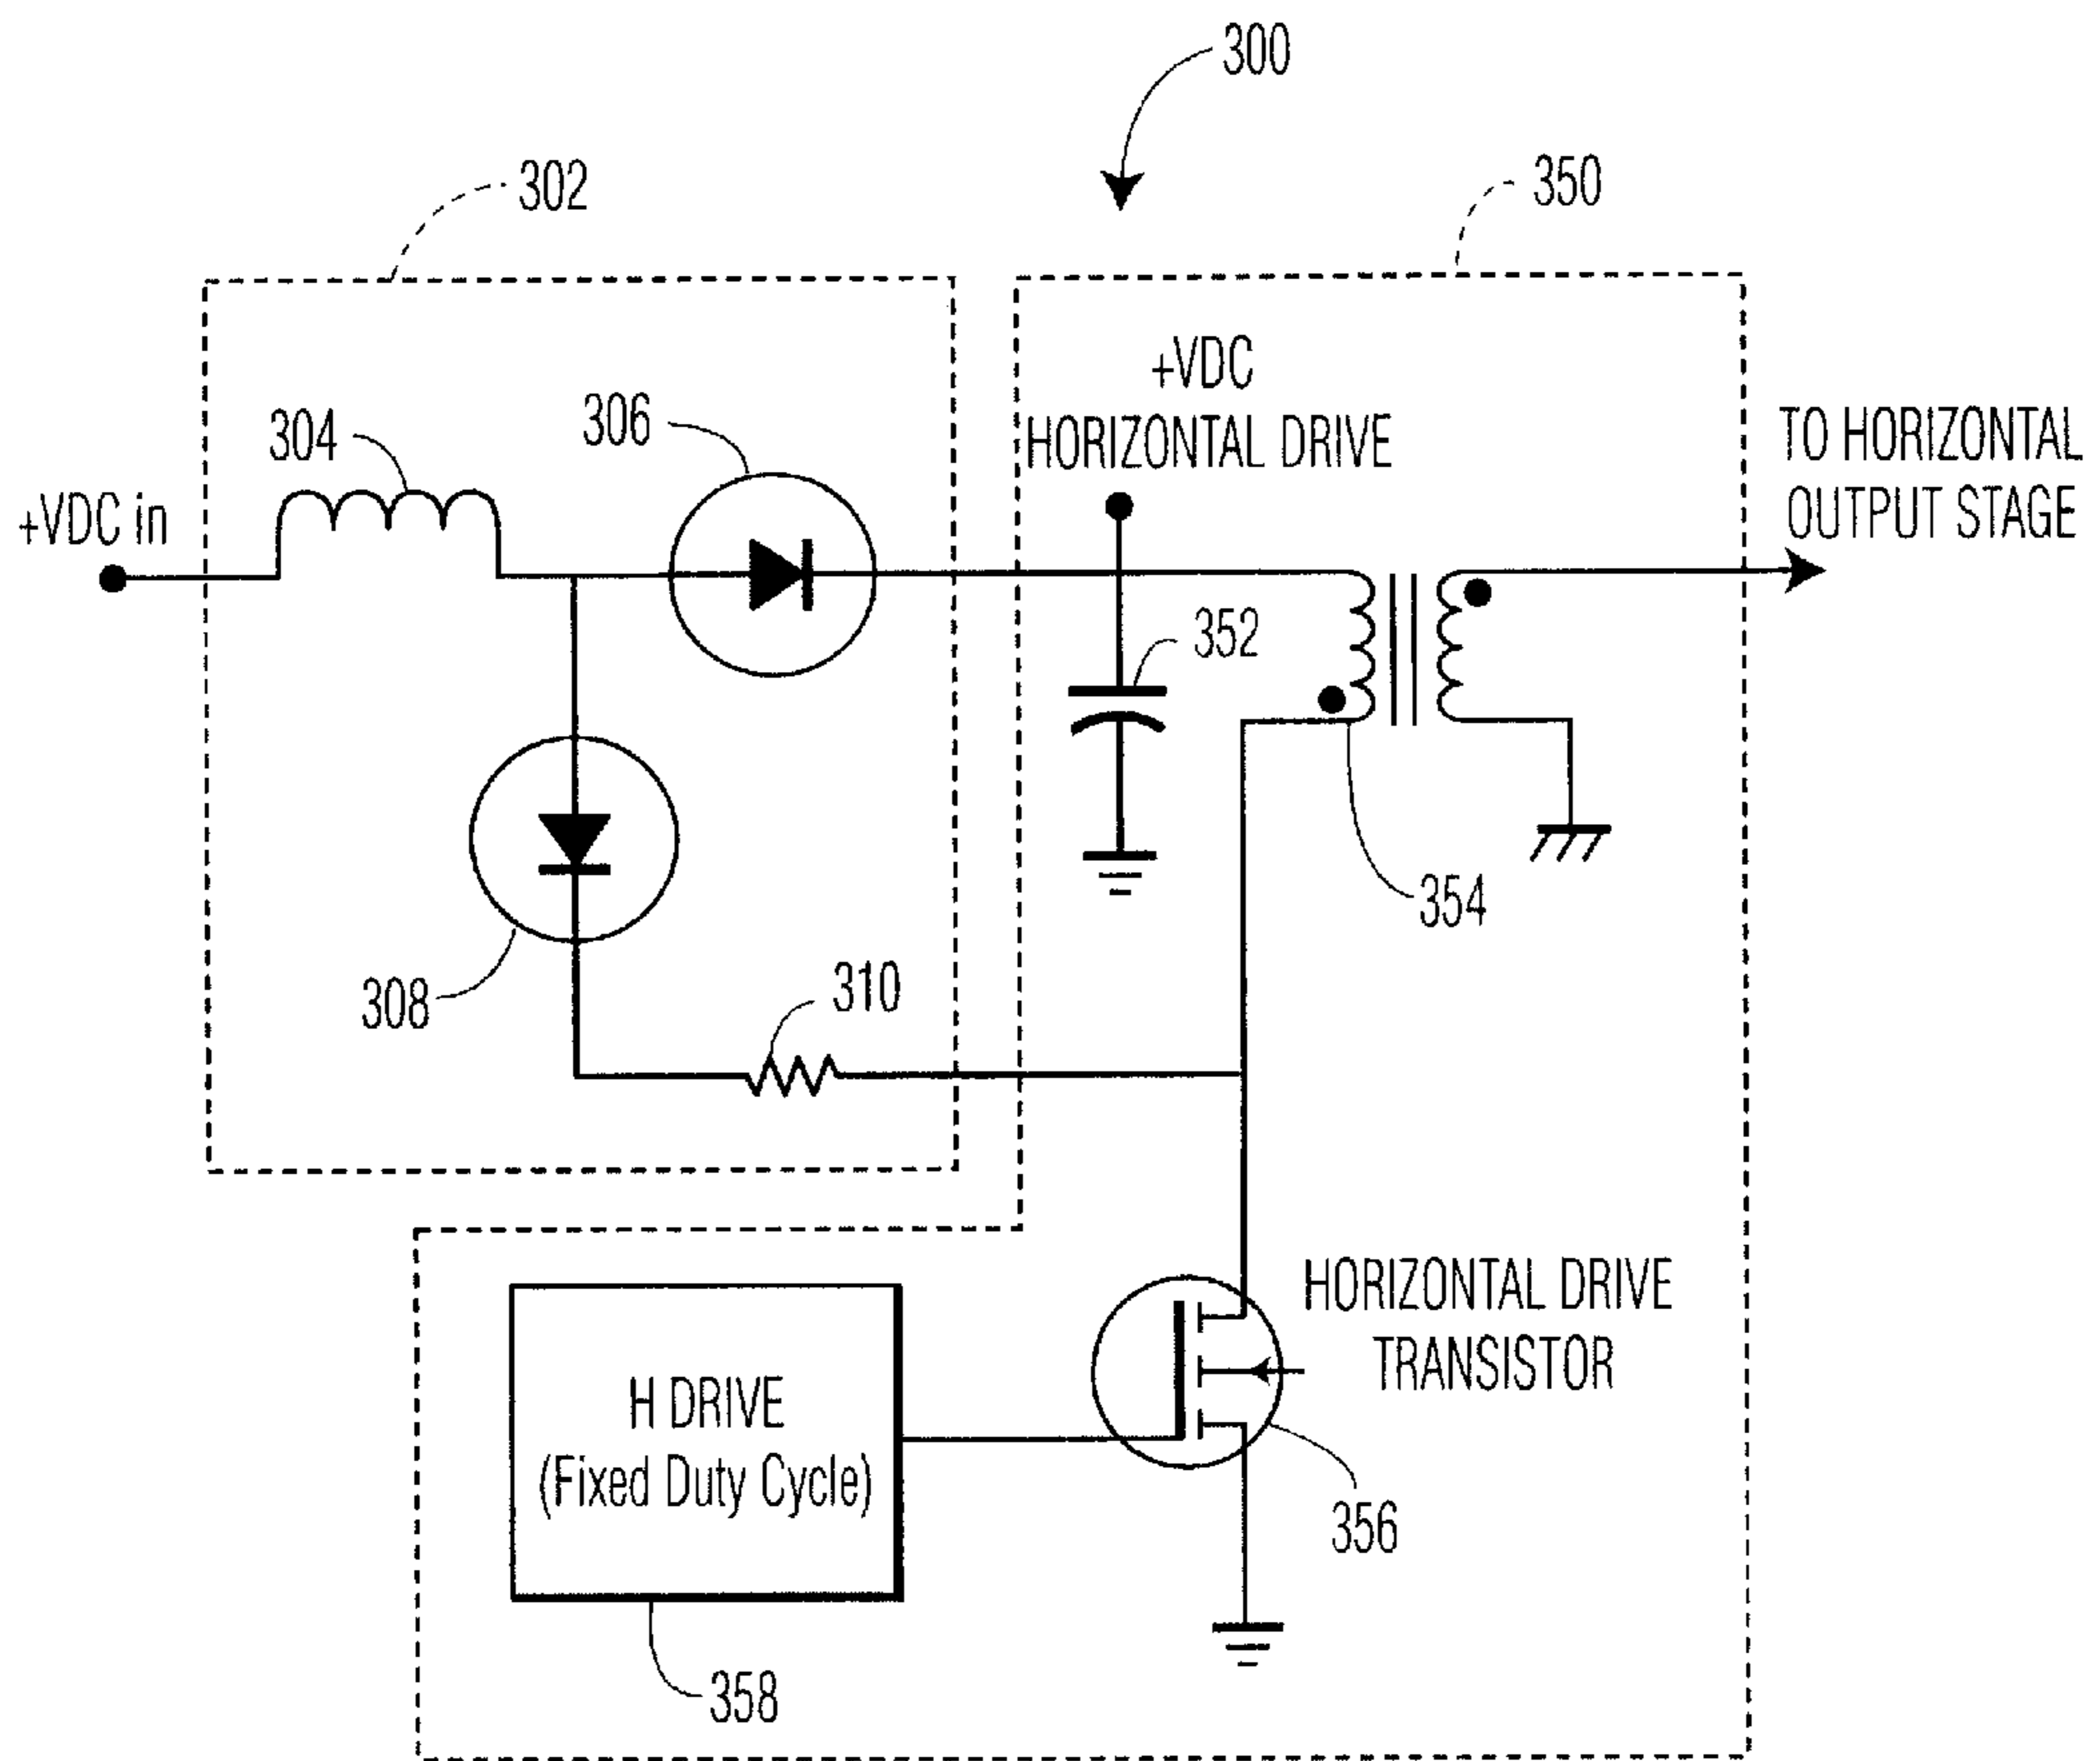 300
302
350
+VDC
HORIZONTAL DRIVE
304
306
TO HORIZONTAL
OUTPUT STAGE
+VDC in
352
354
308
310
HORIZONTAL DRIVE
TRANSISTOR
H DRIVE
(Fixed Duty Cycle)
356
358